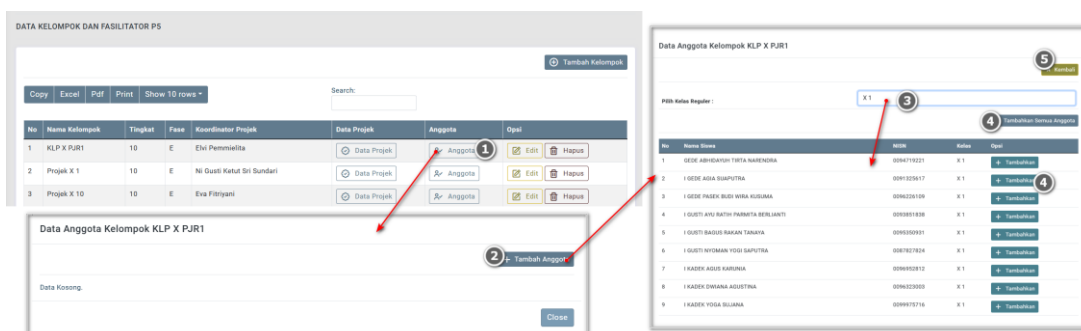 DATA KELOMPOK DAN FASILITATOR P5
Tambah Kelompok
Copy Excel Pdf Print Show 10 rows
Search:
No Nama Kelompok Tingkat Fase Koordinator Projek Data Projek Anggota Opsi
1 KLP X PJR1 10 E Elvi Pemmielita Data Projek Anggota 1 Edit Hapus
2 Projek X 1 10 E Ni Gusti Ketut Sri Sundari Data Projek Anggota Edit Hapus
3 Projek X 10 10 E Eva Fitriyani Data Projek Anggota Edit Hapus
Data Anggota Kelompok KLP X PJR1
2 + Tambah Anggota
Data Kosong.
Close
Data Anggota Kelompok KLP X PJR1
5
Kembali
Pilih Kelas Reguler : X 1 3
4 Tambahkan Semua Anggota
No Nama Siswa NISN Kelas Opsi
1 GEDE ABHIDAYUH TIRTA NARENDRA 0094719221 X 1 + Tambahkan
2 I GEDE AGIA SUAPUTRA 0091325617 X 1 + Tambahkan 4
3 I GEDE PASEK BUDI WIRA KUSUMA 0096226109 X 1 + Tambahkan
4 I GUSTI AYU RATIH PARMITA BERLIANTI 0093851838 X 1 + Tambahkan
5 I GUSTI BAGUS RAKAN TANAYA 0095350931 X 1 + Tambahkan
6 I GUSTI NYOMAN YOGI SAPUTRA 0087827824 X 1 + Tambahkan
7 I KADEK AGUS KARUNIA 0096952812 X 1 + Tambahkan
8 I KADEK DWIANA AGUSTINA 0096323003 X 1 + Tambahkan
9 I KADEK YOGA SUJANA 0099975716 X 1 + Tambahkan